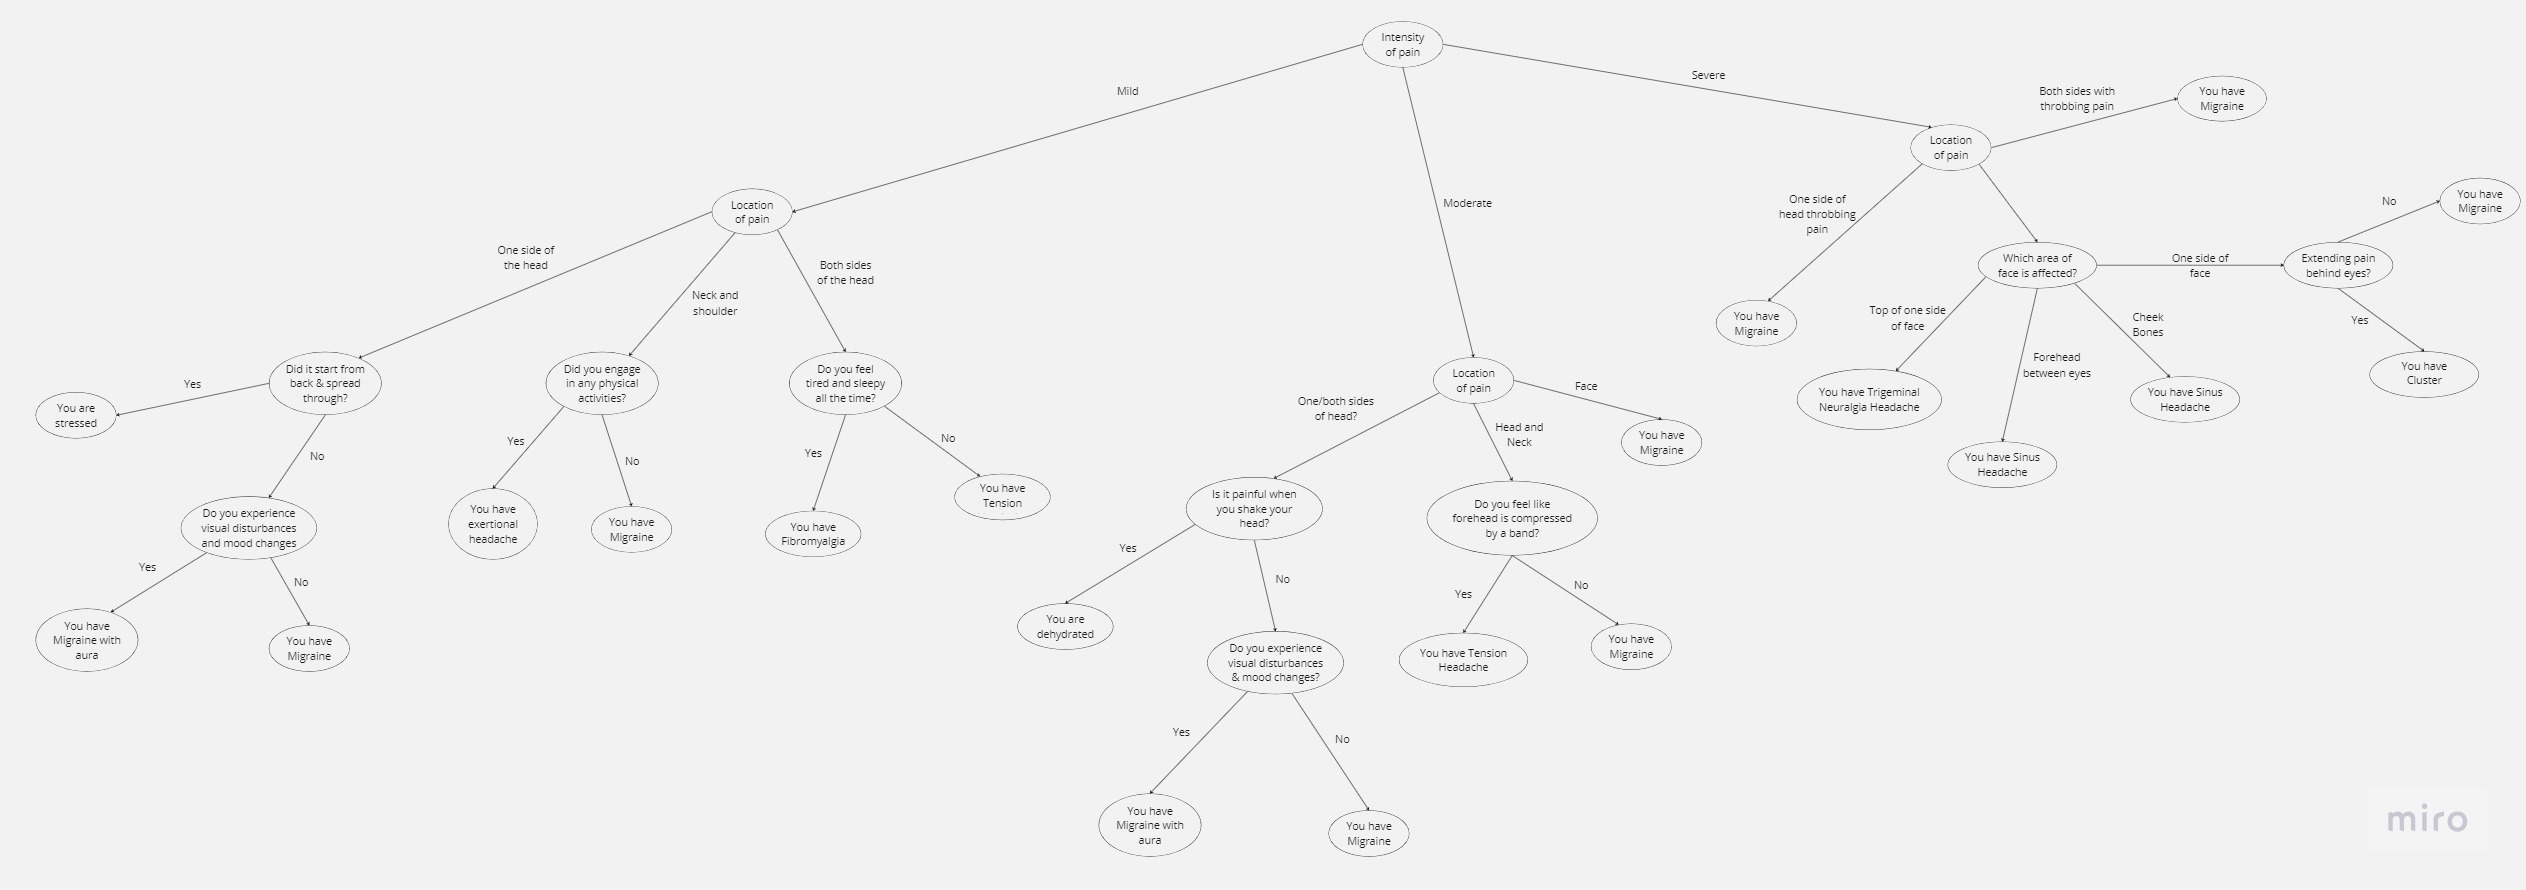 Intensity
of pain
Mild
Moderate
Severe
Location
of pain
One side of
the head
Neck and
shoulder
Both sides
of the head
Did it start from
back & spread
through?
Yes
You are
stressed
No
Do you experience
visual disturbances
and mood changes
Yes
You have
Migraine with
aura
No
You have
Migraine
Did you engage
in any physical
activities?
Yes
You have
exertional
headache
No
You have
Migraine
Do you feel
tired and sleepy
all the time?
Yes
You have
Fibromyalgia
No
You have
Tension
Location
of pain
One/both sides
of head?
Head and
Neck
Face
You have
Migraine
Is it painful when
you shake your
head?
Yes
You are
dehydrated
No
Do you experience
visual disturbances
& mood changes?
Yes
You have
Migraine with
aura
No
You have
Migraine
Do you feel like
forehead is compressed
by a band?
Yes
You have Tension
Headache
No
You have
Migraine
Location
of pain
Both sides with
throbbing pain
You have
Migraine
One side of
head throbbing
pain
You have
Migraine
Which area of
face is affected?
Top of one side
of face
You have Trigeminal
Neuralgia Headache
Forehead
between eyes
You have Sinus
Headache
Cheek
Bones
You have Sinus
Headache
One side of
face
Extending pain
behind eyes?
No
You have
Migraine
Yes
You have
Cluster
miro